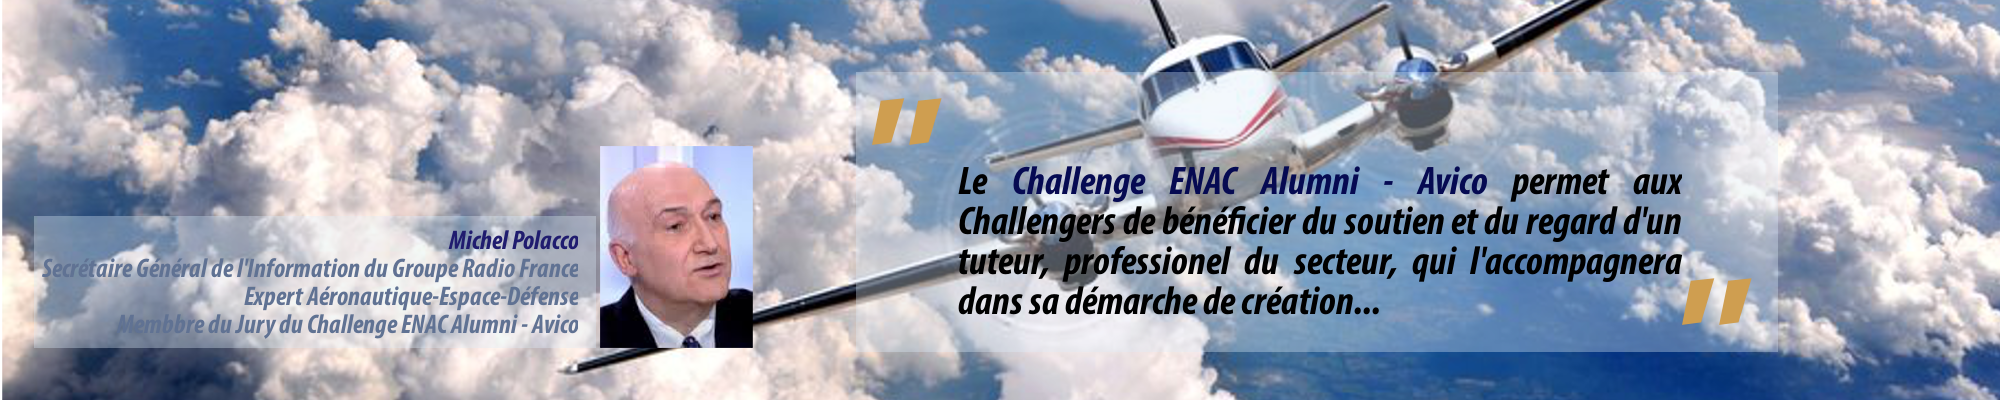 Michel Polacco
Secrétaire Général de l'Information du Groupe Radio France
Expert Aéronautique-Espace-Défense
Membbre du Jury du Challenge ENAC Alumni - Avico
"
Le Challenge ENAC Alumni - Avico permet aux
Challengers de bénéficier du soutien et du regard d'un
tuteur, professionel du secteur, qui l'accompagnera
dans sa démarche de création...
"